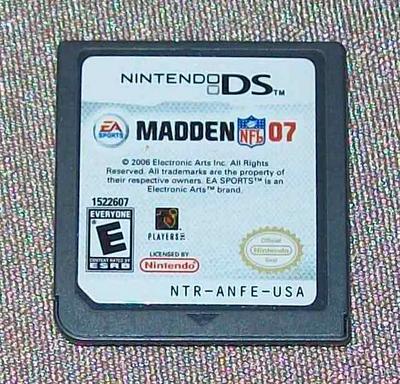 NINTENDO DS™
EA SPORTS MADDEN NFL 07
© 2006 Electronic Arts Inc. All Rights
Reserved. All trademarks are the property of
their respective owners. EA SPORTS™ is an
Electronic Arts™ brand.
1522607
EVERYONE
E
CONTENT RATED BY
ESRB
PLAYERS
LICENSED BY
Nintendo
Official
Nintendo
Seal
NTR-ANFE-USA